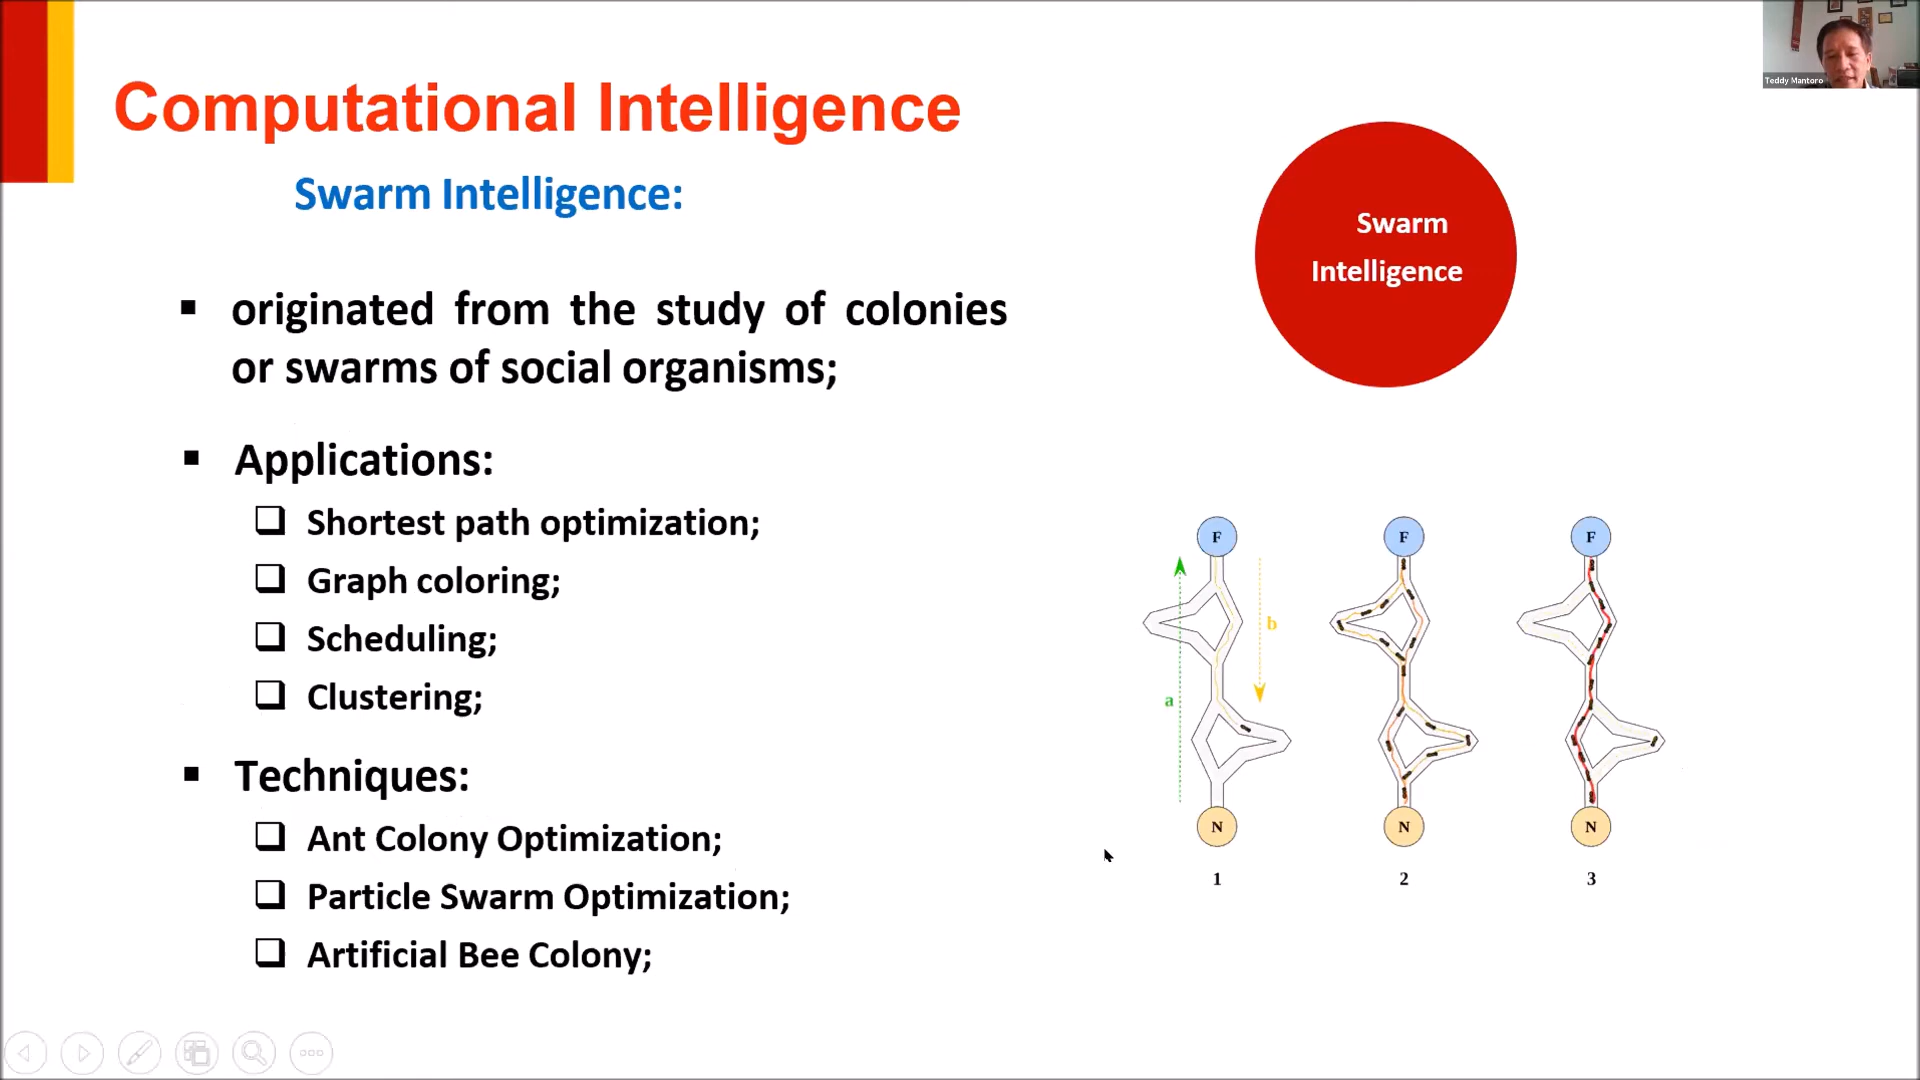 Teddy Mantoro
Computational Intelligence
Swarm Intelligence:
Swarm
Intelligence
originated from the study of colonies
or swarms of social organisms;
Applications:
Shortest path optimization;
Graph coloring;
Scheduling;
Clustering;
Techniques:
Ant Colony Optimization;
Particle Swarm Optimization;
Artificial Bee Colony;
F F F
b
a
N N N
1 2 3